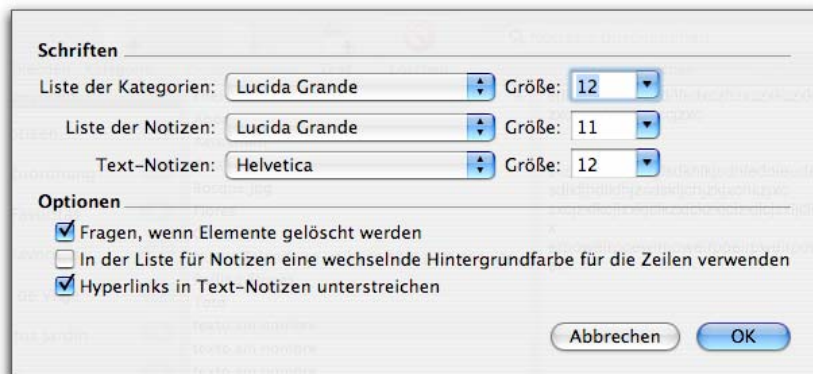 Schriften
Liste der Kategorien: Lucida Grande Größe: 12
Liste der Notizen: Lucida Grande Größe: 11
Text-Notizen: Helvetica Größe: 12
Optionen
Fragen, wenn Elemente gelöscht werden
In der Liste für Notizen eine wechselnde Hintergrundfarbe für die Zeilen verwenden
Hyperlinks in Text-Notizen unterstreichen
Abbrechen OK